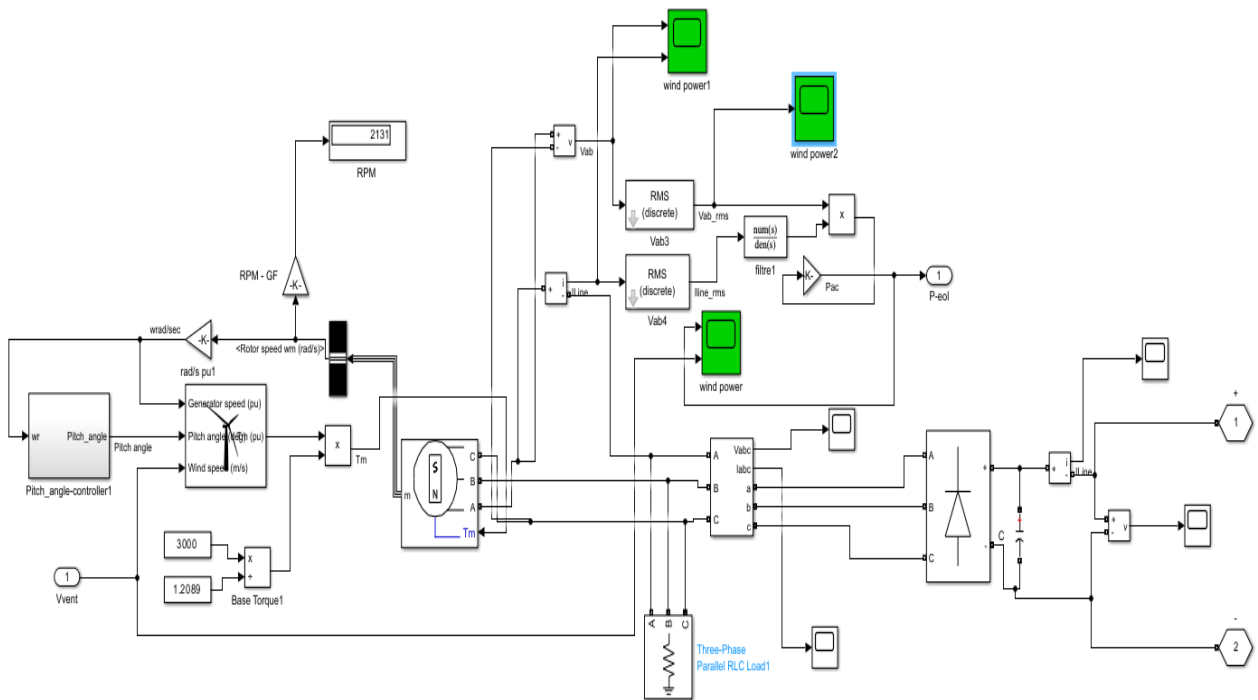 wind power1
wind power2
2131
RPM
+
-
v
Vab
RMS
(discrete)
Vab_rms
Vab3
x
num(s)
den(s)
filtre1
RPM - GF
-K-
+
-
i
ILine
RMS
(discrete)
Iline_rms
Vab4
K-
Pac
1
P-eol
wrad/sec
-K-
<Rotor speed wm (rad/s)>
rad/s pu1
wind power
wr
Pitch_angle
Pitch angle
Pitch_angle-controller1
Generator speed (pu)
Pitch angle (deg)
Tm (pu)
Wind speed (m/s)
x
Tm
m
S
N
C
B
A
Tm
A
B
C
Vabc
Iabc
a
b
c
A
B
C
+
-
C
+
+
i
-
ILine
+
-
v
+
1
-
2
3000
1.2089
x
÷
Base Torque1
1
Vvent
A
B
C
Three-Phase
Parallel RLC Load1